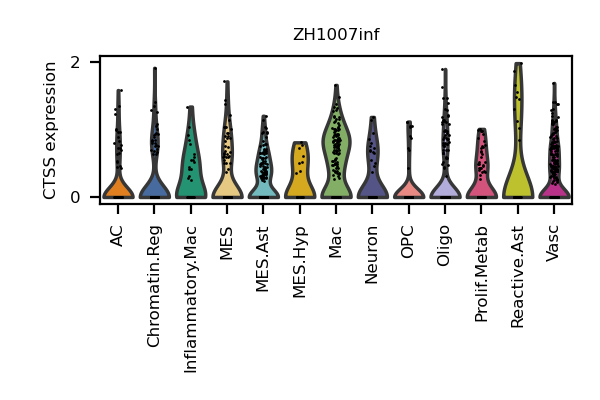 ZH1007inf
CTSS expression
2
0
AC
Chromatin.Reg
Inflammatory.Mac
MES
MES.Ast
MES.Hyp
Mac
Neuron
OPC
Oligo
Prolif.Metab
Reactive.Ast
Vasc